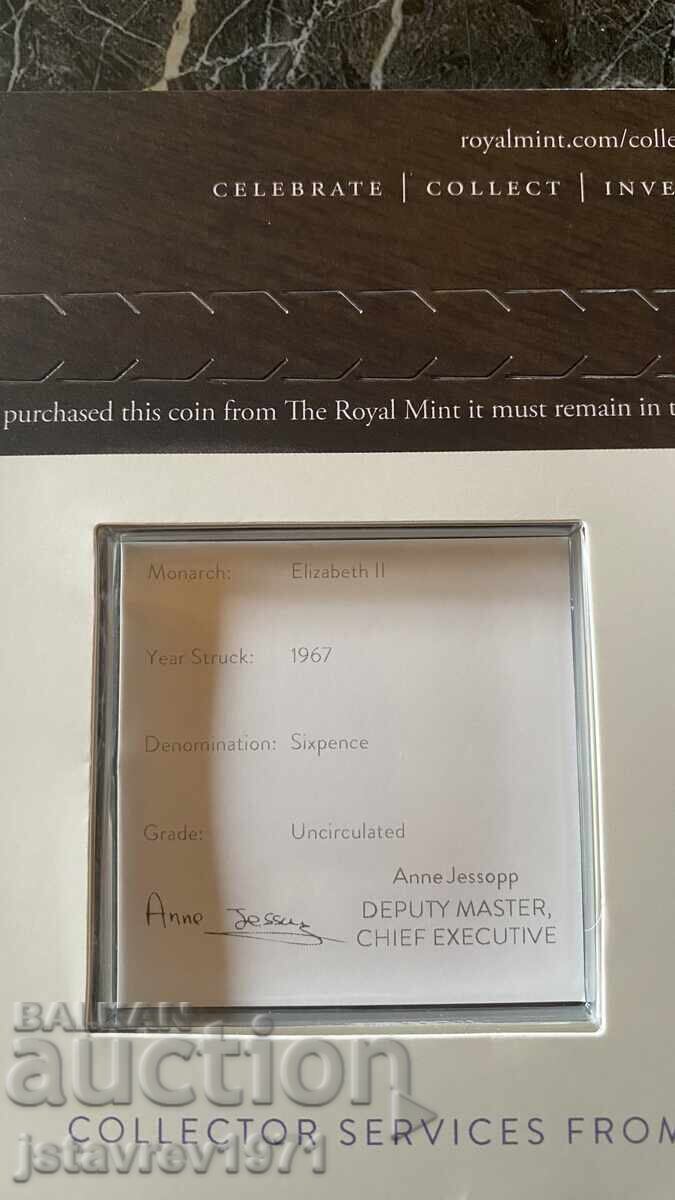 royalmint.com/colle
CELEBRATE | COLLECT | INVE
purchased this coin from The Royal Mint it must remain in t
Monarch: Elizabeth II
Year Struck: 1967
Denomination: Sixpence
Grade: Uncirculated
Anne Jessopp
Anne Jessopp
DEPUTY MASTER,
CHIEF EXECUTIVE
BALKAN
auction
COLLECTOR SERVICES FROM
jstavrev1971